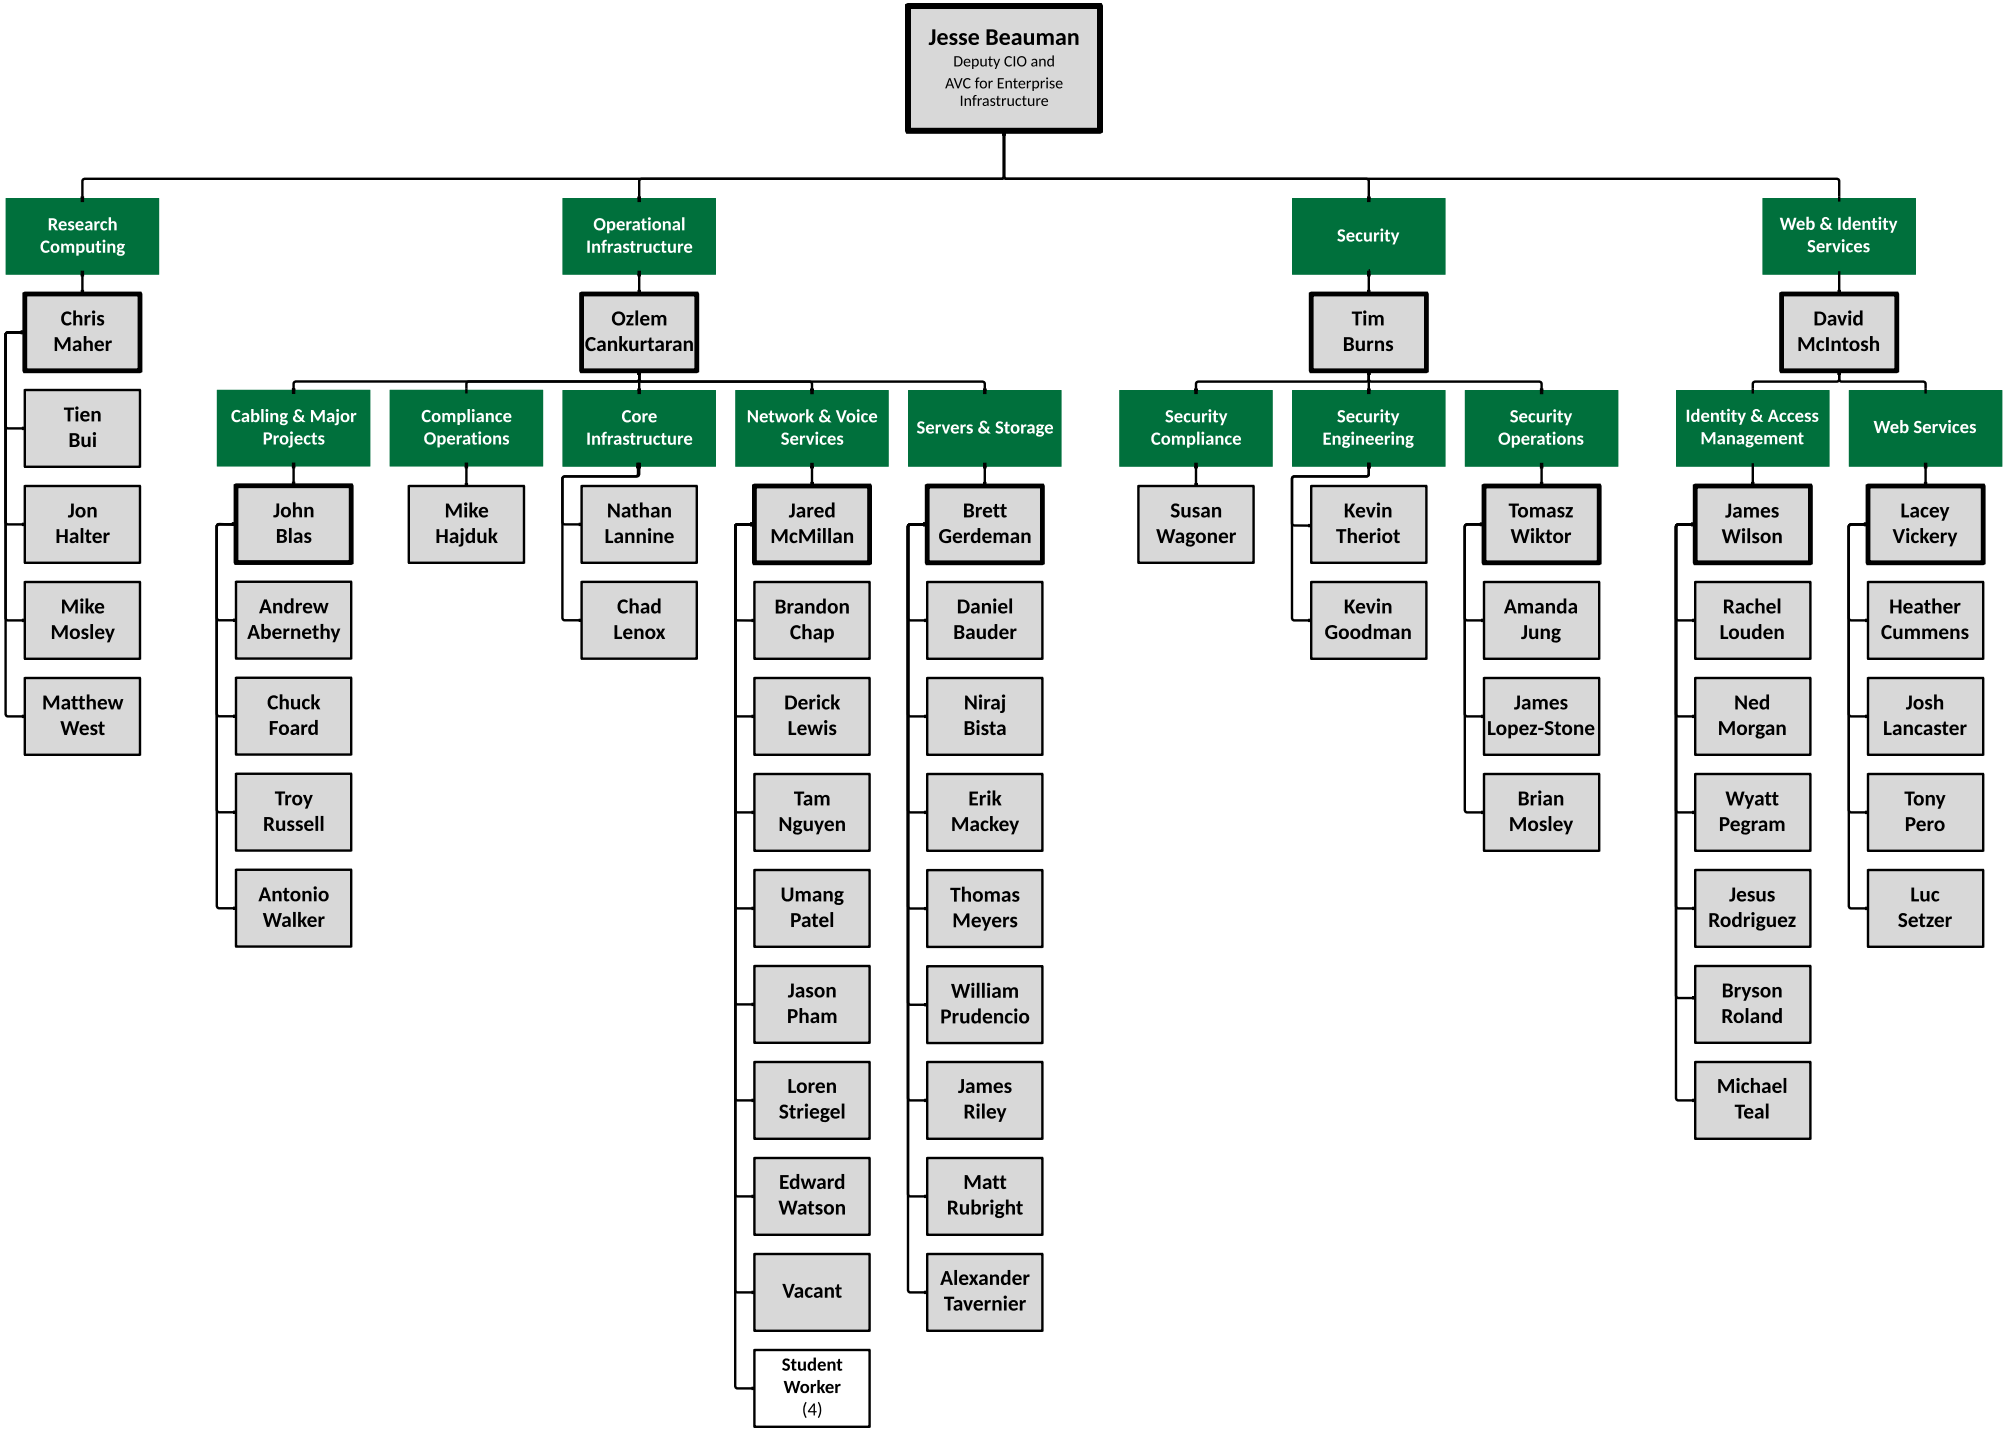 Jesse Beauman
Deputy CIO and
AVC for Enterprise
Infrastructure
Research
Computing
Operational
Infrastructure
Security
Web & Identity
Services
Chris
Maher
Ozlem
Cankurtaran
Tim
Burns
David
McIntosh
Tien
Bui
Jon
Halter
Mike
Mosley
Matthew
West
Cabling & Major
Projects
John
Blas
Andrew
Abernethy
Chuck
Foard
Troy
Russell
Antonio
Walker
Compliance
Operations
Mike
Hajduk
Core
Infrastructure
Nathan
Lannine
Chad
Lenox
Network & Voice
Services
Jared
McMillan
Brandon
Chap
Derick
Lewis
Tam
Nguyen
Umang
Patel
Jason
Pham
Loren
Striegel
Edward
Watson
Vacant
Student
Worker
(4)
Servers & Storage
Brett
Gerdeman
Daniel
Bauder
Niraj
Bista
Erik
Mackey
Thomas
Meyers
William
Prudencio
James
Riley
Matt
Rubright
Alexander
Tavernier
Security
Compliance
Susan
Wagoner
Security
Engineering
Kevin
Theriot
Kevin
Goodman
Security
Operations
Tomasz
Wiktor
Amanda
Jung
James
Lopez-Stone
Brian
Mosley
Identity & Access
Management
James
Wilson
Rachel
Louden
Ned
Morgan
Wyatt
Pegram
Jesus
Rodriguez
Bryson
Roland
Michael
Teal
Web Services
Lacey
Vickery
Heather
Cummens
Josh
Lancaster
Tony
Pero
Luc
Setzer